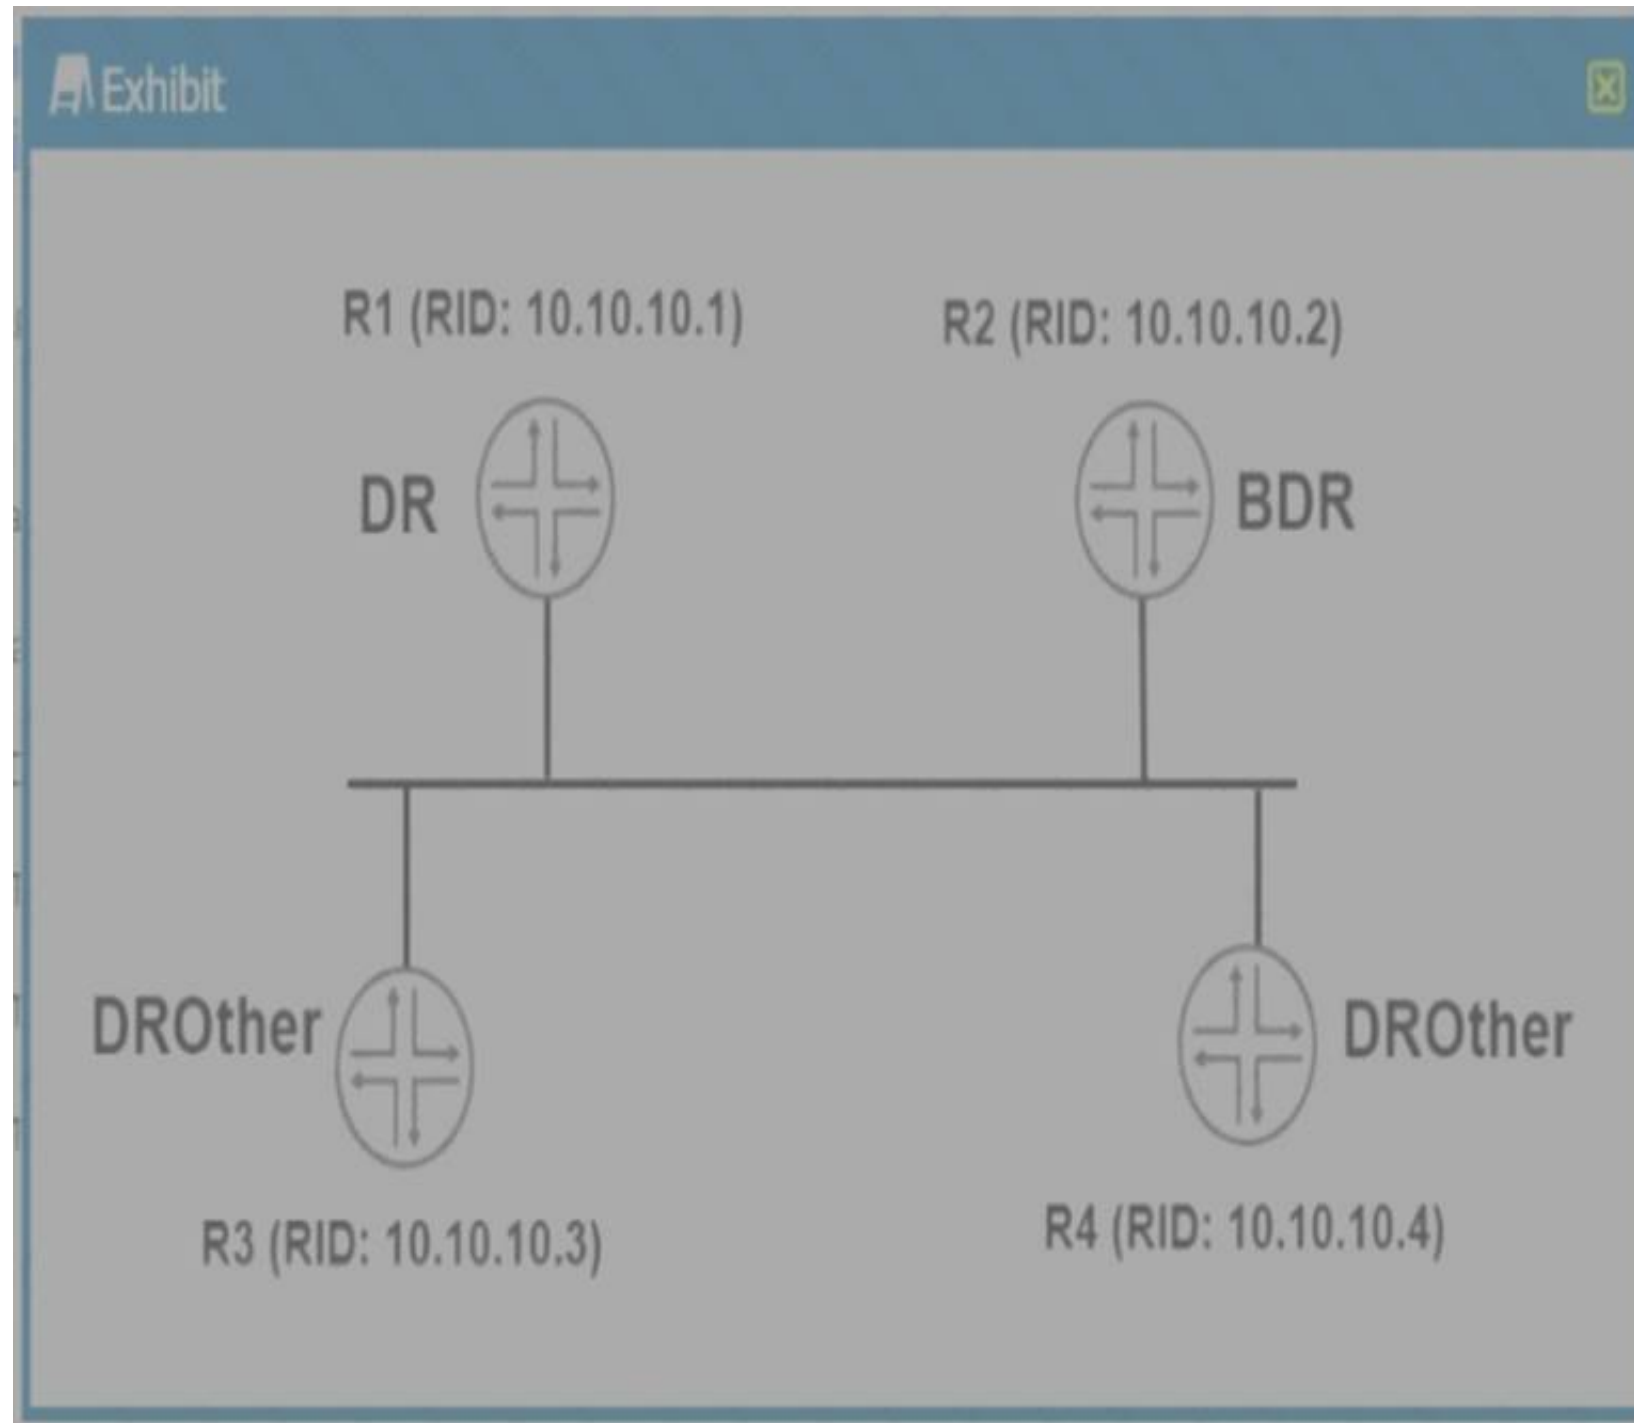 Exhibit
R1 (RID: 10.10.10.1)
R2 (RID: 10.10.10.2)
DR
BDR
DROther
DROther
R3 (RID: 10.10.10.3)
R4 (RID: 10.10.10.4)